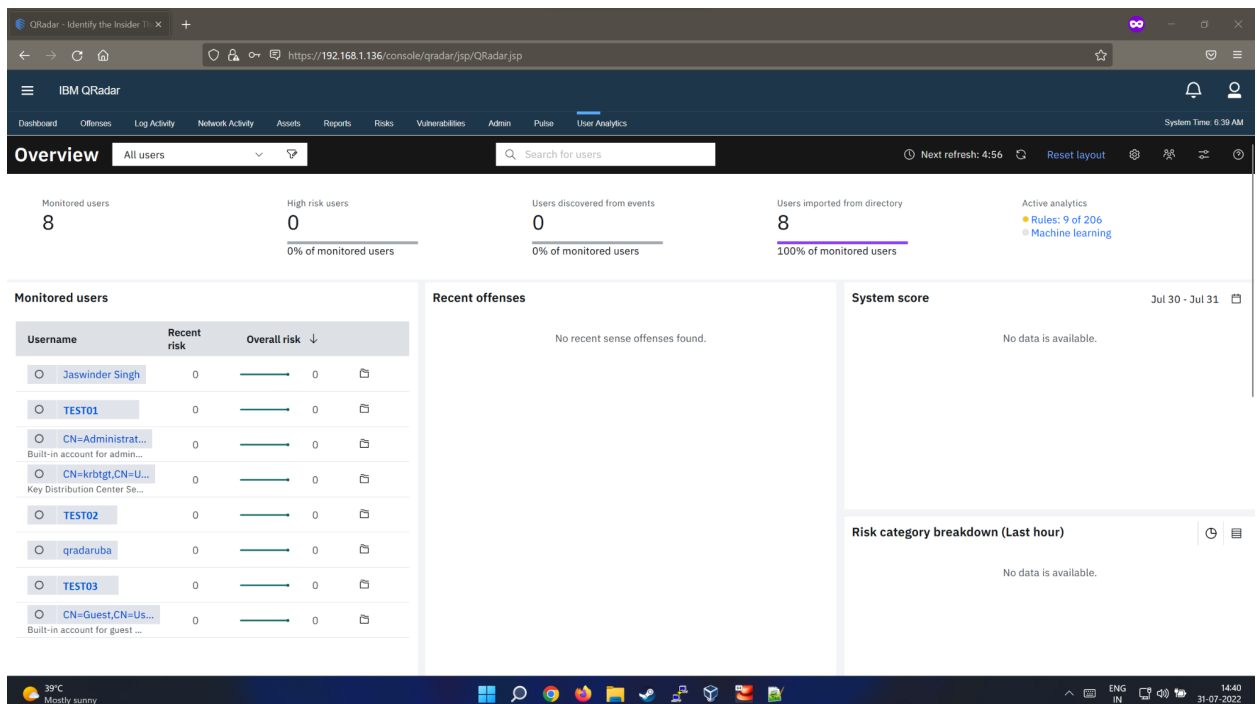 QRadar - Identify the Insider Th
https://192.168.1.136/console/qradar/jsp/QRadar.jsp
IBM QRadar
Dashboard Offenses Log Activity Network Activity Assets Reports Risks Vulnerabilities Admin Pulse User Analytics System Time: 6:39 AM
Overview All users Search for users Next refresh: 4:56 Reset layout
Monitored users High risk users Users discovered from events Users imported from directory Active analytics
8 0 0 8 Rules: 9 of 206
Machine learning
0% of monitored users 0% of monitored users 100% of monitored users
Monitored users
Username Recent risk Overall risk
Jaswinder Singh 0 0
TEST01 0 0
CN=Administrat... 0 0
Built-in account for admin...
CN=krbtgt,CN=U... 0 0
Key Distribution Center Se...
TEST02 0 0
qradaruba 0 0
TEST03 0 0
CN=Guest,CN=Us... 0 0
Built-in account for guest ...
Recent offenses
No recent sense offenses found.
System score Jul 30 - Jul 31
No data is available.
Risk category breakdown (Last hour)
No data is available.
39°C
Mostly sunny
ENG
IN
14:40
31-07-2022